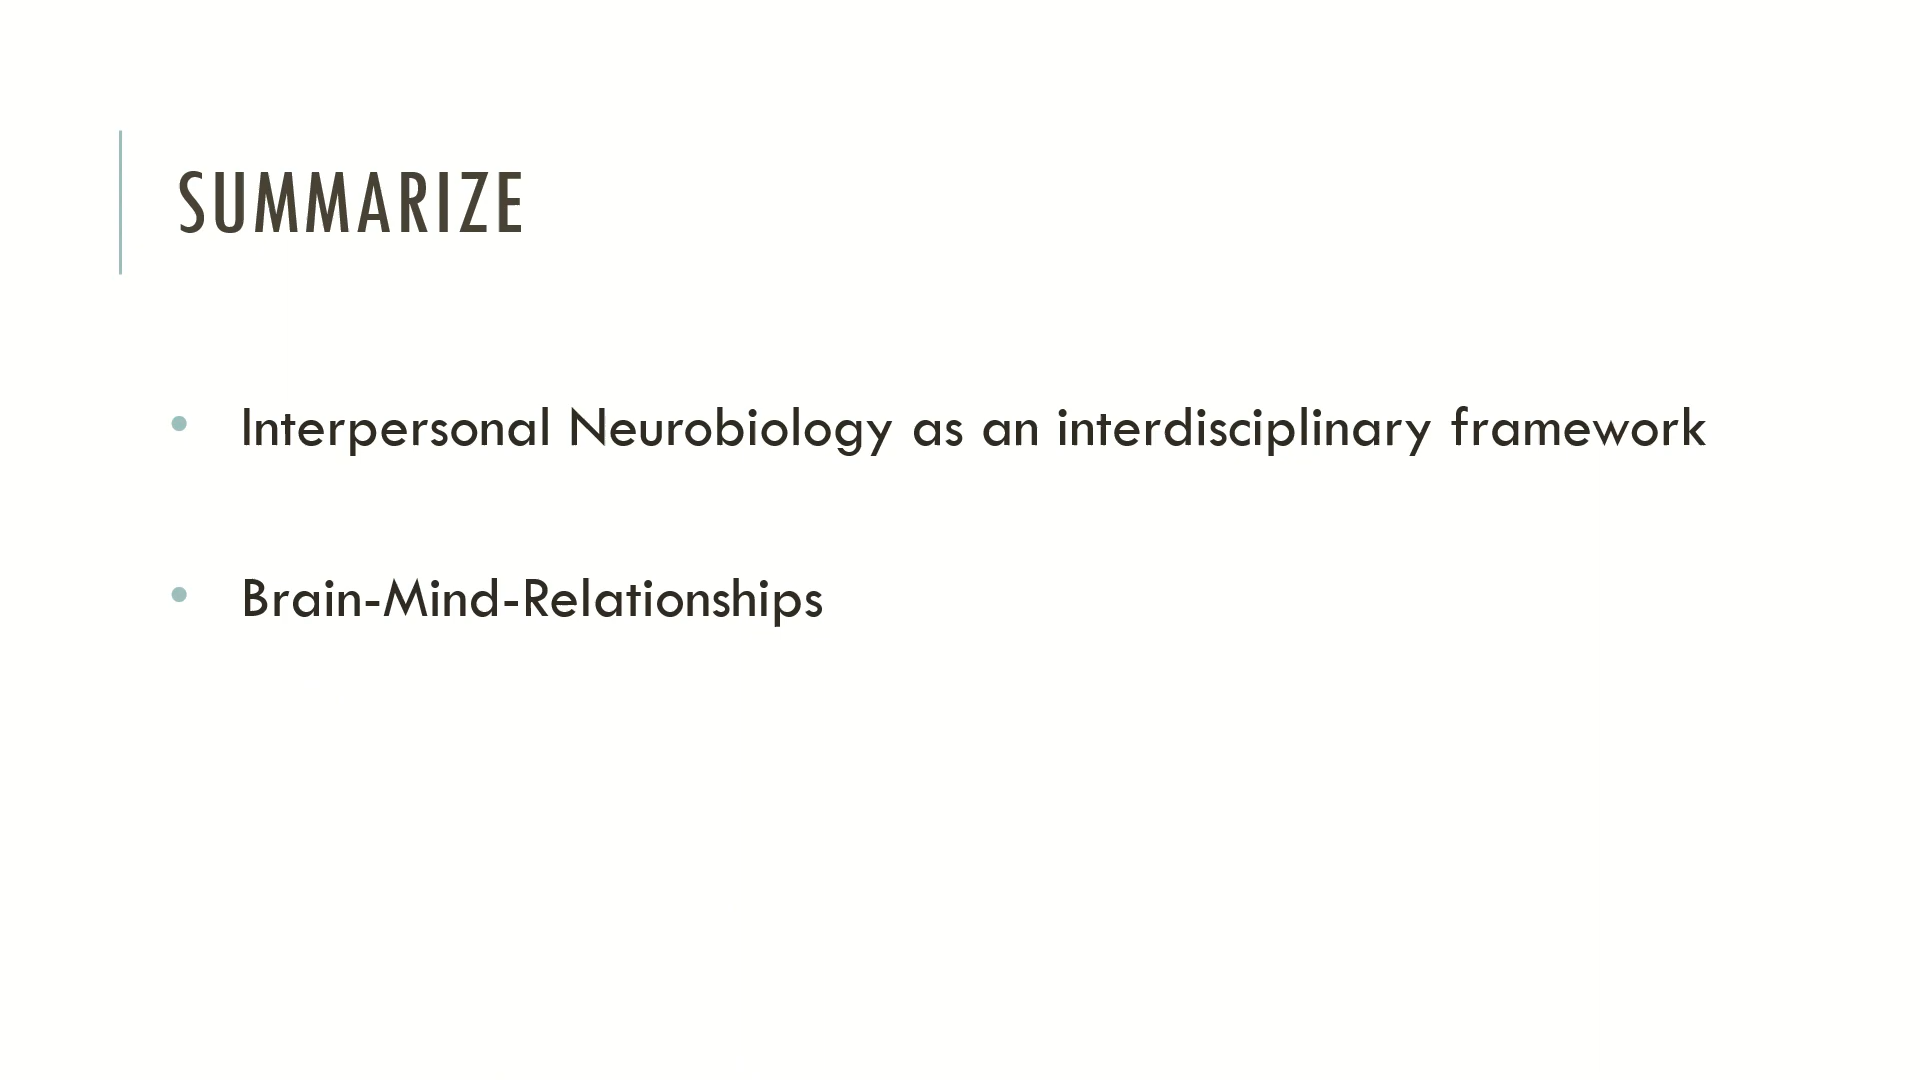 SUMMARIZE
• Interpersonal Neurobiology as an interdisciplinary framework
• Brain-Mind-Relationships